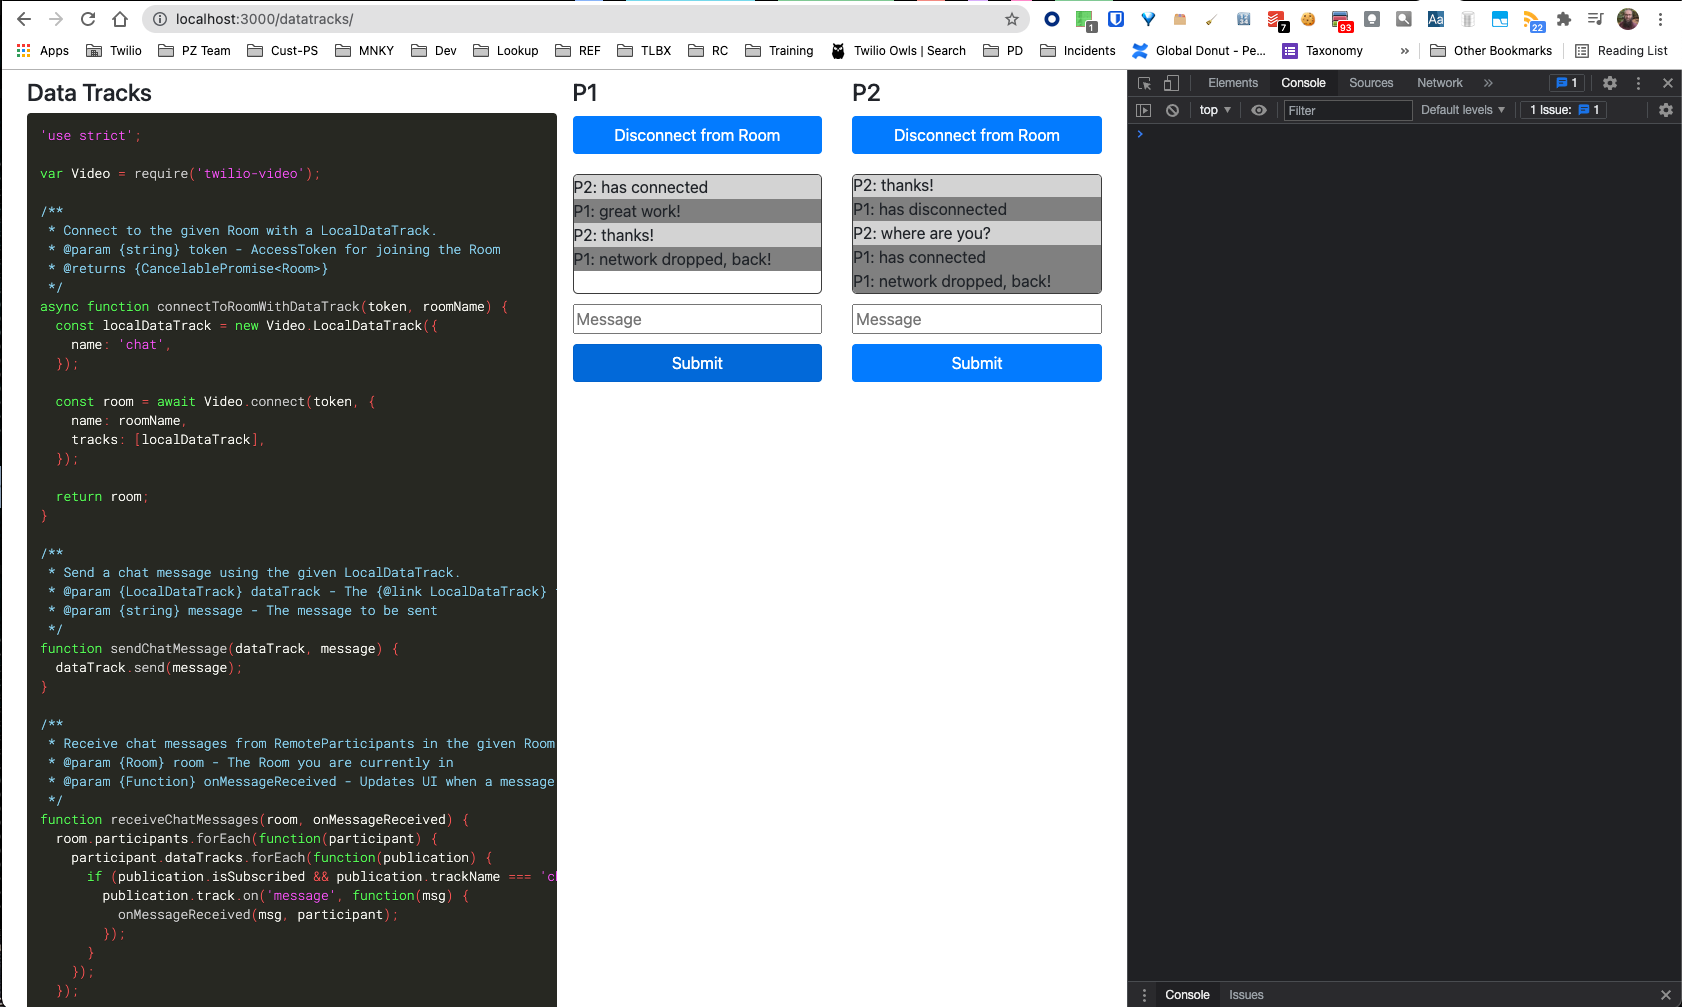 localhost:3000/datatracks/
1
7
93
Aa
22
Apps
Twilio
PZ Team
Cust-PS
MNKY
Dev
Lookup
REF
TLBX
RC
Training
Twilio Owls | Search
PD
Incidents
Global Donut - Pe...
Taxonomy
»
Other Bookmarks
Reading List
Data Tracks
'use strict';
var Video = require('twilio-video');
/**
 * Connect to the given Room with a LocalDataTrack.
 * @param {string} token - AccessToken for joining the Room
 * @returns {CancelablePromise<Room>}
 */
async function connectToRoomWithDataTrack(token, roomName) {
  const localDataTrack = new Video.LocalDataTrack({
    name: 'chat',
  });
  const room = await Video.connect(token, {
    name: roomName,
    tracks: [localDataTrack],
  });
  return room;
}
/**
 * Send a chat message using the given LocalDataTrack.
 * @param {LocalDataTrack} dataTrack - The {@link LocalDataTrack}
 * @param {string} message - The message to be sent
 */
function sendChatMessage(dataTrack, message) {
  dataTrack.send(message);
}
/**
 * Receive chat messages from RemoteParticipants in the given Room
 * @param {Room} room - The Room you are currently in
 * @param {Function} onMessageReceived - Updates UI when a message
 */
function receiveChatMessages(room, onMessageReceived) {
  room.participants.forEach(function(participant) {
    participant.dataTracks.forEach(function(publication) {
      if (publication.isSubscribed && publication.trackName === 'c
        publication.track.on('message', function(msg) {
          onMessageReceived(msg, participant);
        });
      }
    });
  });
P1
Disconnect from Room
P2: has connected
P1: great work!
P2: thanks!
P1: network dropped, back!
Message
Submit
P2
Disconnect from Room
P2: thanks!
P1: has disconnected
P2: where are you?
P1: has connected
P1: network dropped, back!
Message
Submit
Elements
Console
Sources
Network
»
1
top
Filter
Default levels
1 Issue:
1
Console
Issues